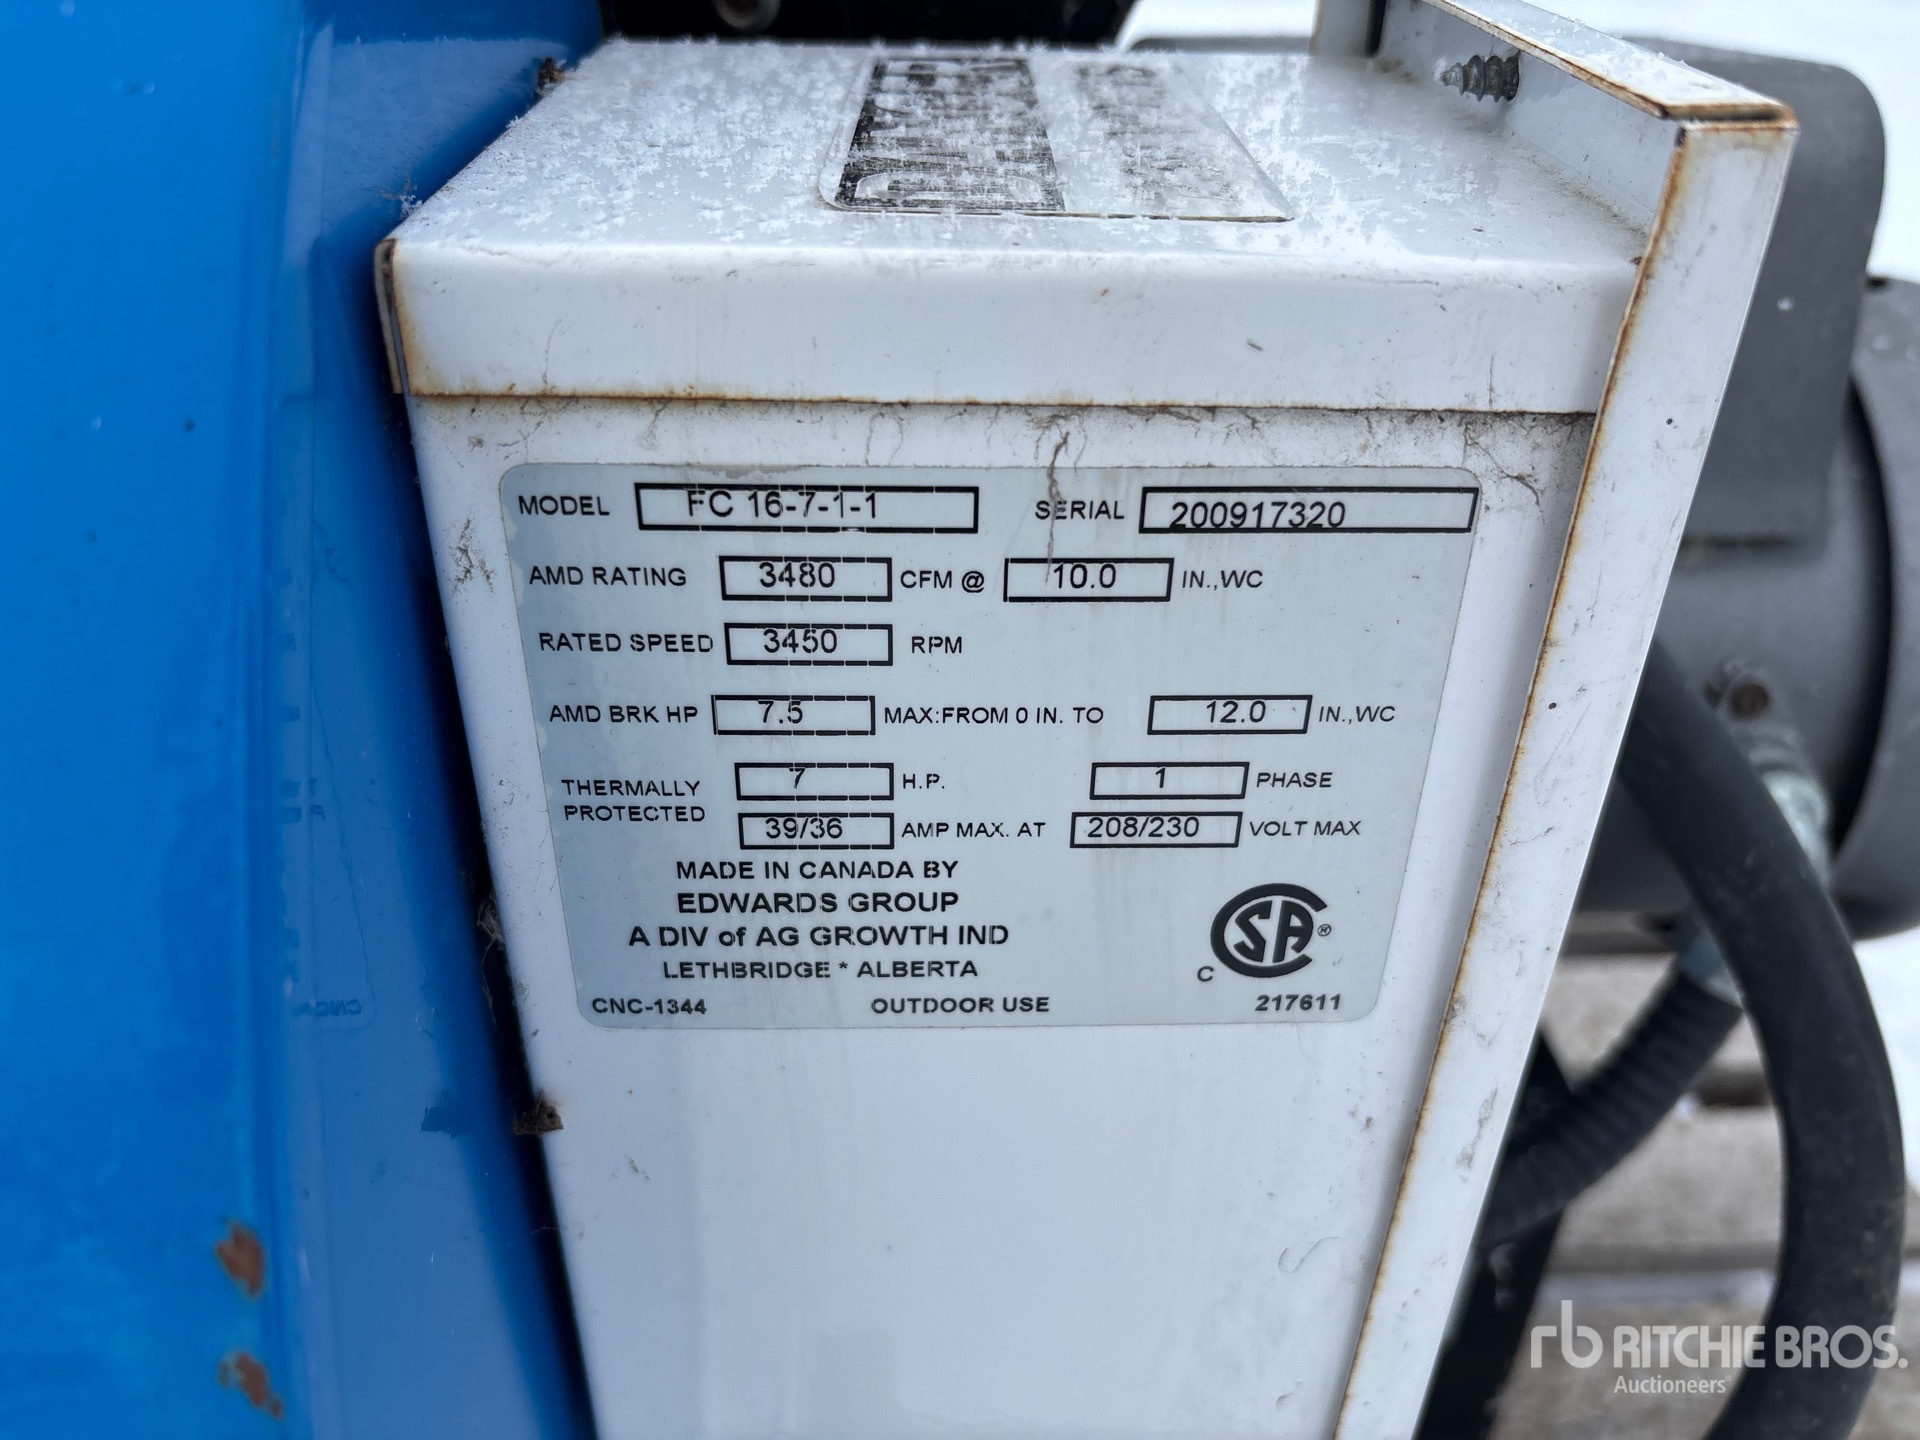 MODEL FC 16-7-1-1 SERIAL 200917320
AMD RATING 3480 CFM @ 10.0 IN.,WC
RATED SPEED 3450 RPM
AMD BRK HP 7.5 MAX:FROM 0 IN. TO 12.0 IN.,WC
THERMALLY PROTECTED 7 H.P. 1 PHASE
39/36 AMP MAX. AT 208/230 VOLT MAX
MADE IN CANADA BY
EDWARDS GROUP
A DIV of AG GROWTH IND
LETHBRIDGE * ALBERTA
C SA ®
C
CNC-1344 OUTDOOR USE 217611
rb RITCHIE BROS.
Auctioneers